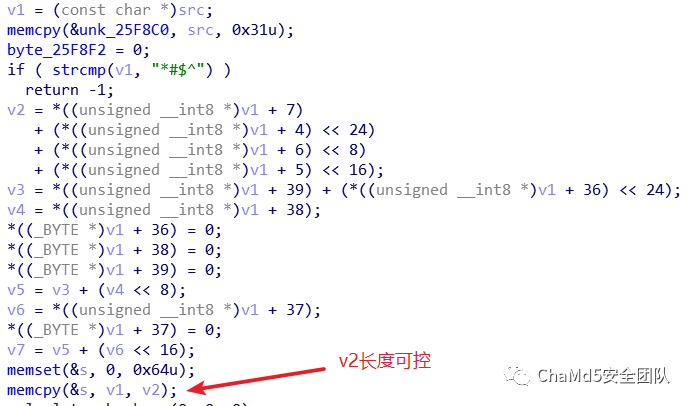 v1 = (const char *)src;
memcpy(&unk_25F8C0, src, 0x31u);
byte_25F8F2 = 0;
if ( strcmp(v1, "*#$^") )
return -1;
v2 = *((unsigned __int8 *)v1 + 7)
+ (*((unsigned __int8 *)v1 + 4) << 24)
+ (*((unsigned __int8 *)v1 + 6) << 8)
+ (*((unsigned __int8 *)v1 + 5) << 16);
v3 = *((unsigned __int8 *)v1 + 39) + (*((unsigned __int8 *)v1 + 36) << 24);
v4 = *((unsigned __int8 *)v1 + 38);
*((_BYTE *)v1 + 36) = 0;
*((_BYTE *)v1 + 38) = 0;
*((_BYTE *)v1 + 39) = 0;
v5 = v3 + (v4 << 8);
v6 = *((unsigned __int8 *)v1 + 37);
*((_BYTE *)v1 + 37) = 0;
v7 = v5 + (v6 << 16);
memset(&s, 0, 0x64u);
memcpy(&s, v1, v2);
v2长度可控
ChaMd5安全团队